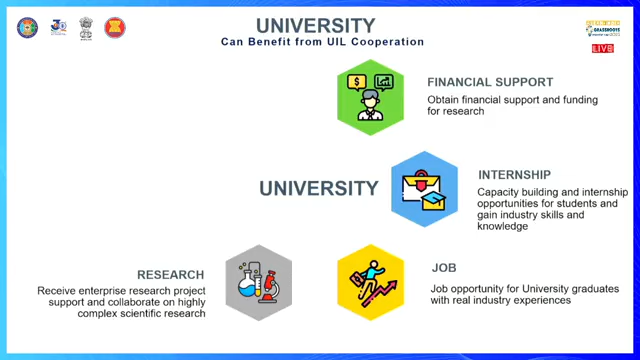 UNIVERSITY
Can Benefit from UIL Cooperation
GRASSROOTS
LIVE
FINANCIAL SUPPORT
Obtain financial support and funding
for research
UNIVERSITY
INTERNSHIP
Capacity building and internship
opportunities for students and
gain industry skills and
knowledge
RESEARCH
Receive enterprise research project
support and collaborate on highly
complex scientific research
JOB
Job opportunity for University graduates
with real industry experiences